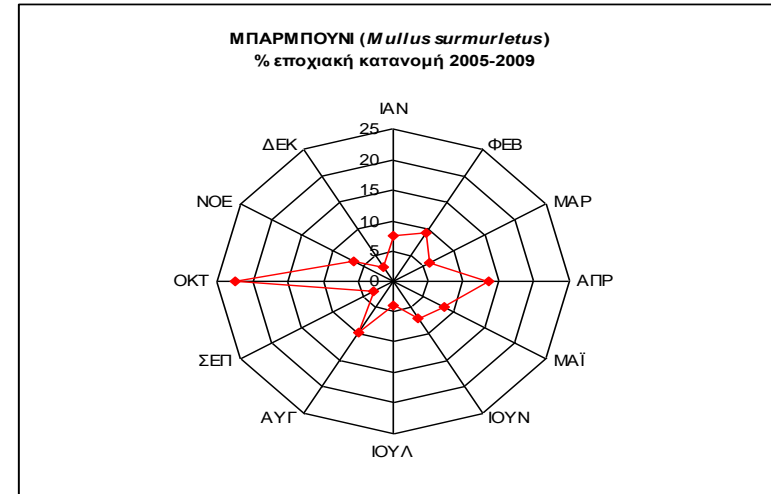 ΜΠΑΡΜΠΟΥΝΙ (Mullus surmurletus)
% εποχιακή κατανομή 2005-2009
ΙΑΝ
ΦΕΒ
ΜΑΡ
ΑΠΡ
ΜΑΪ
ΙΟΥΝ
ΙΟΥΛ
ΑΥΓ
ΣΕΠ
ΟΚΤ
ΝΟΕ
ΔΕΚ
25
20
15
10
5
0